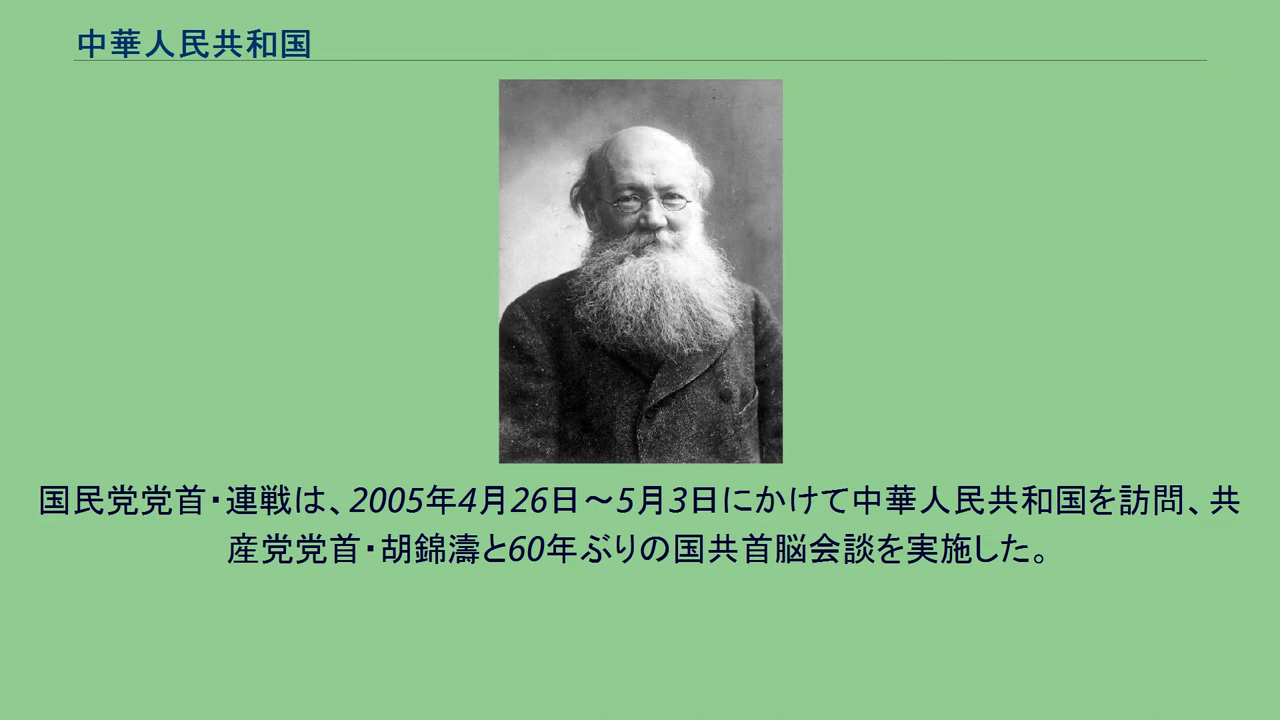 中華人民共和国
国民党党首・連戦は、2005年4月26日～5月3日にかけて中華人民共和国を訪問、共
産党党首・胡錦濤と60年ぶりの国共首脳会談を実施した。